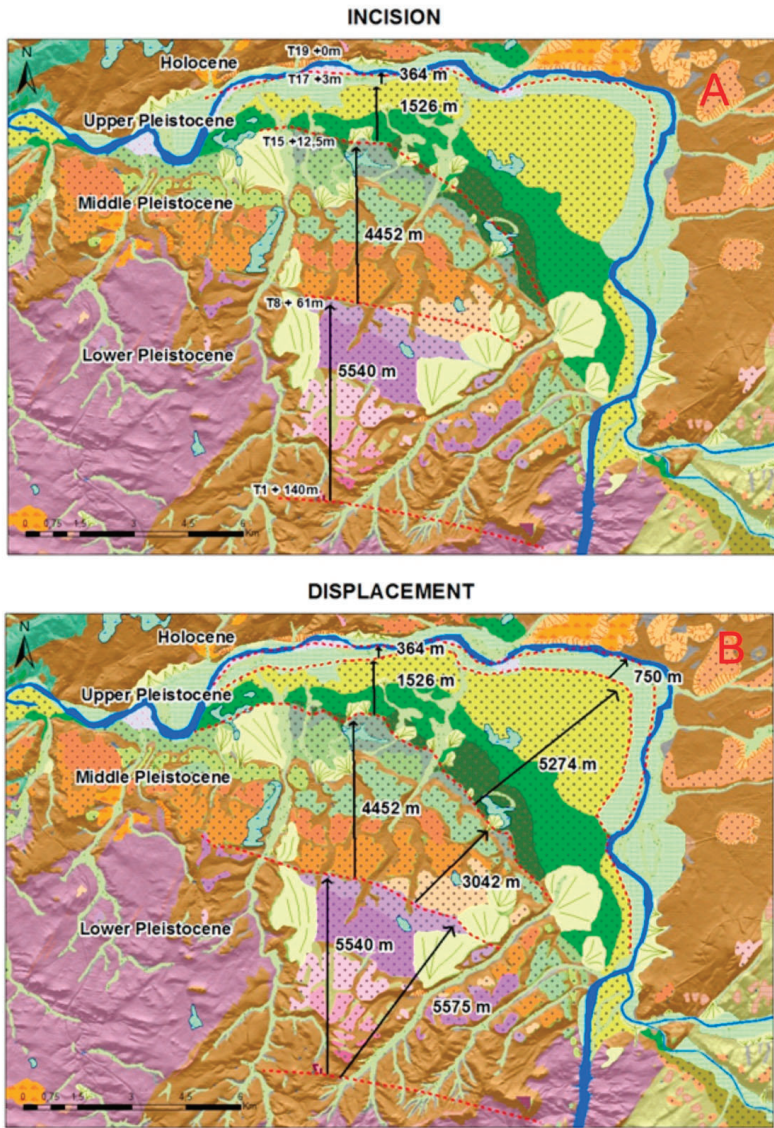 INCISION
N
A
T19 +0m
Holocene
364 m
T17 +3m
1526 m
Upper Pleistocene
T15 +12,5m
Middle Pleistocene
4452 m
T8 + 61m
Lower Pleistocene
5540 m
T1 + 140m
0 0,75 1,5 3 4,5 6
Km
DISPLACEMENT
N
B
Holocene
364 m
750 m
1526 m
Upper Pleistocene
5274 m
Middle Pleistocene
4452 m
3042 m
Lower Pleistocene
5540 m
5575 m
0 0,75 1,5 3 4,5 6
Km